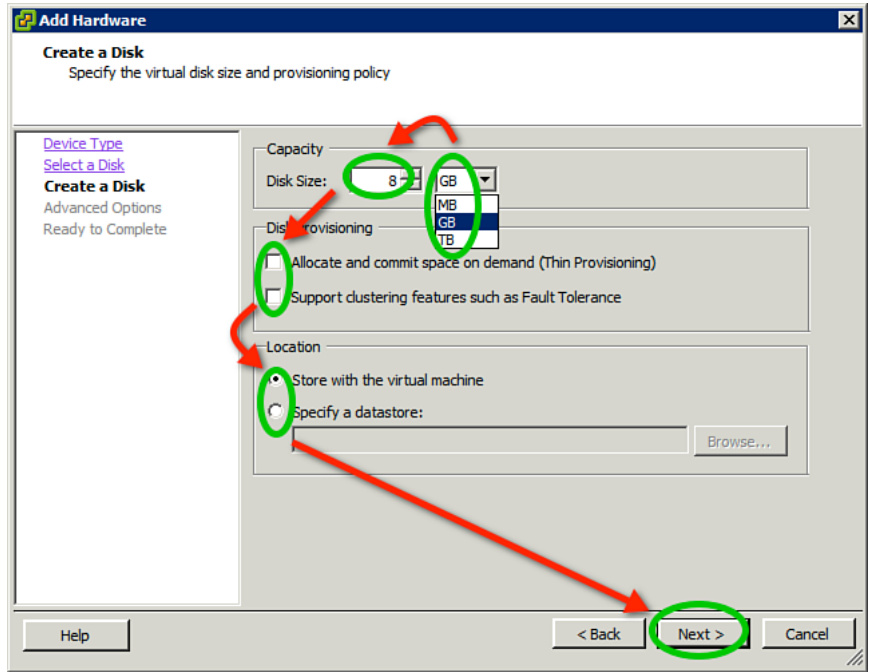 Add Hardware
Create a Disk
Specify the virtual disk size and provisioning policy
Device Type
Select a Disk
Create a Disk
Advanced Options
Ready to Complete
Capacity
Disk Size: 8 GB
MB
GB
TB
Disk Provisioning
Allocate and commit space on demand (Thin Provisioning)
Support clustering features such as Fault Tolerance
Location
Store with the virtual machine
Specify a datastore:
Browse...
Help < Back Next > Cancel